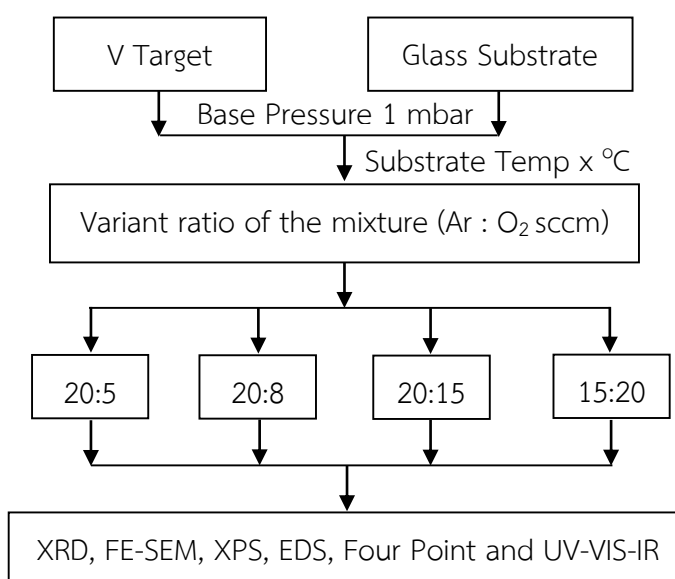 V Target
Glass Substrate
Base Pressure 1 mbar
Substrate Temp x °C
Variant ratio of the mixture (Ar : O₂ sccm)
20:5
20:8
20:15
15:20
XRD, FE-SEM, XPS, EDS, Four Point and UV-VIS-IR